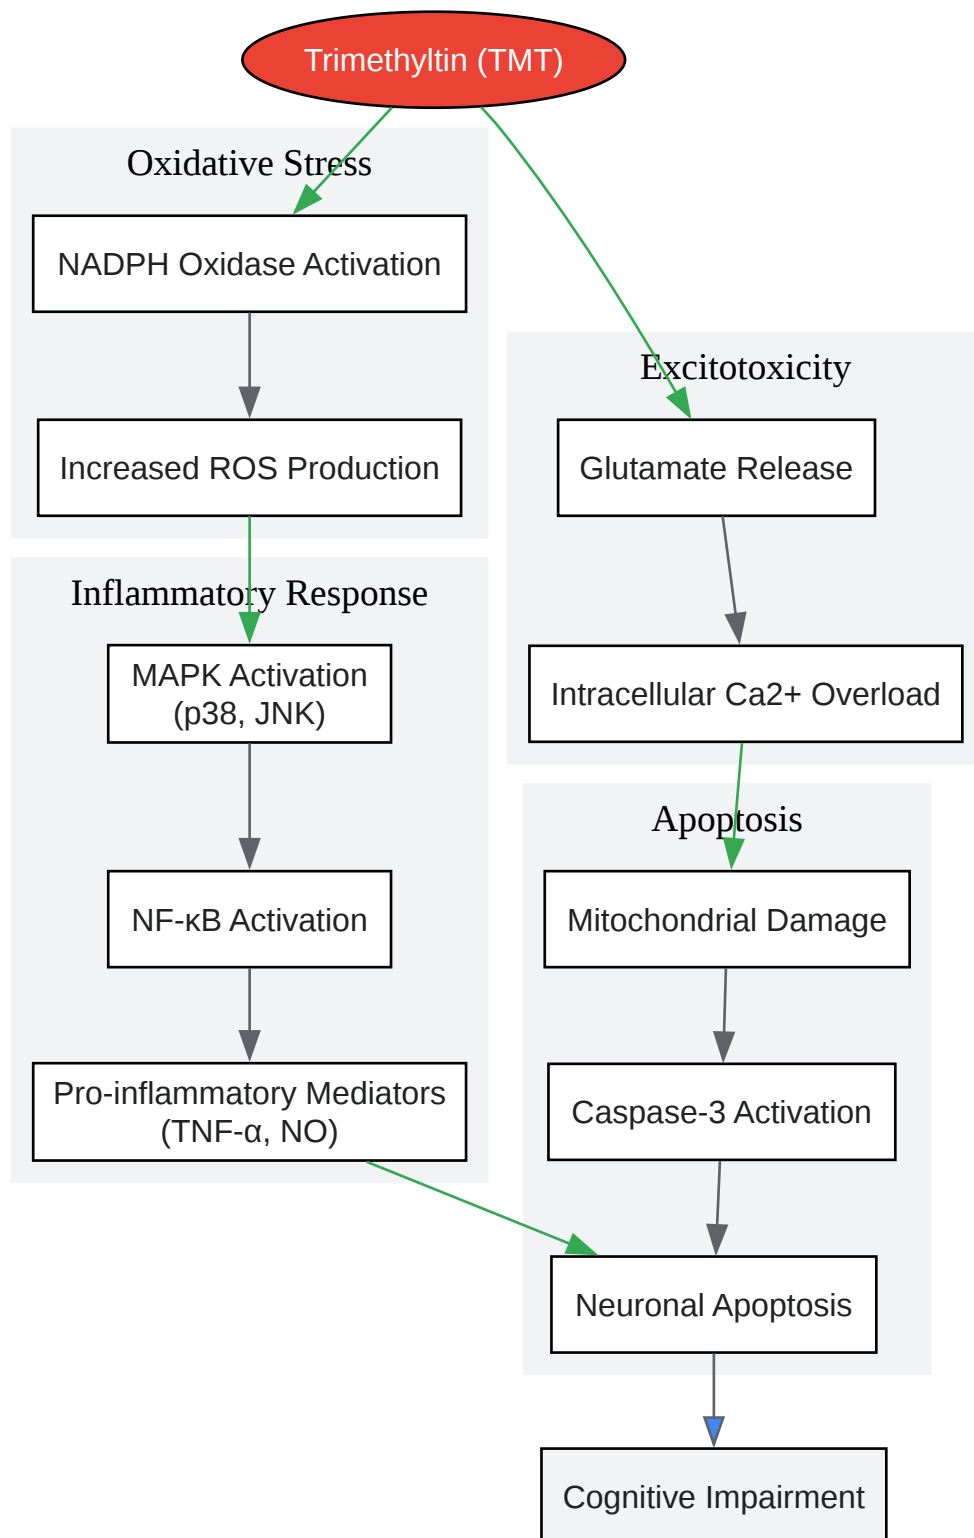 Trimethyltin (TMT)
Oxidative Stress
NADPH Oxidase Activation
Increased ROS Production
Inflammatory Response
MAPK Activation
(p38, JNK)
NF-κB Activation
Pro-inflammatory Mediators
(TNF-α, NO)
Excitotoxicity
Glutamate Release
Intracellular Ca2+ Overload
Apoptosis
Mitochondrial Damage
Caspase-3 Activation
Neuronal Apoptosis
Cognitive Impairment